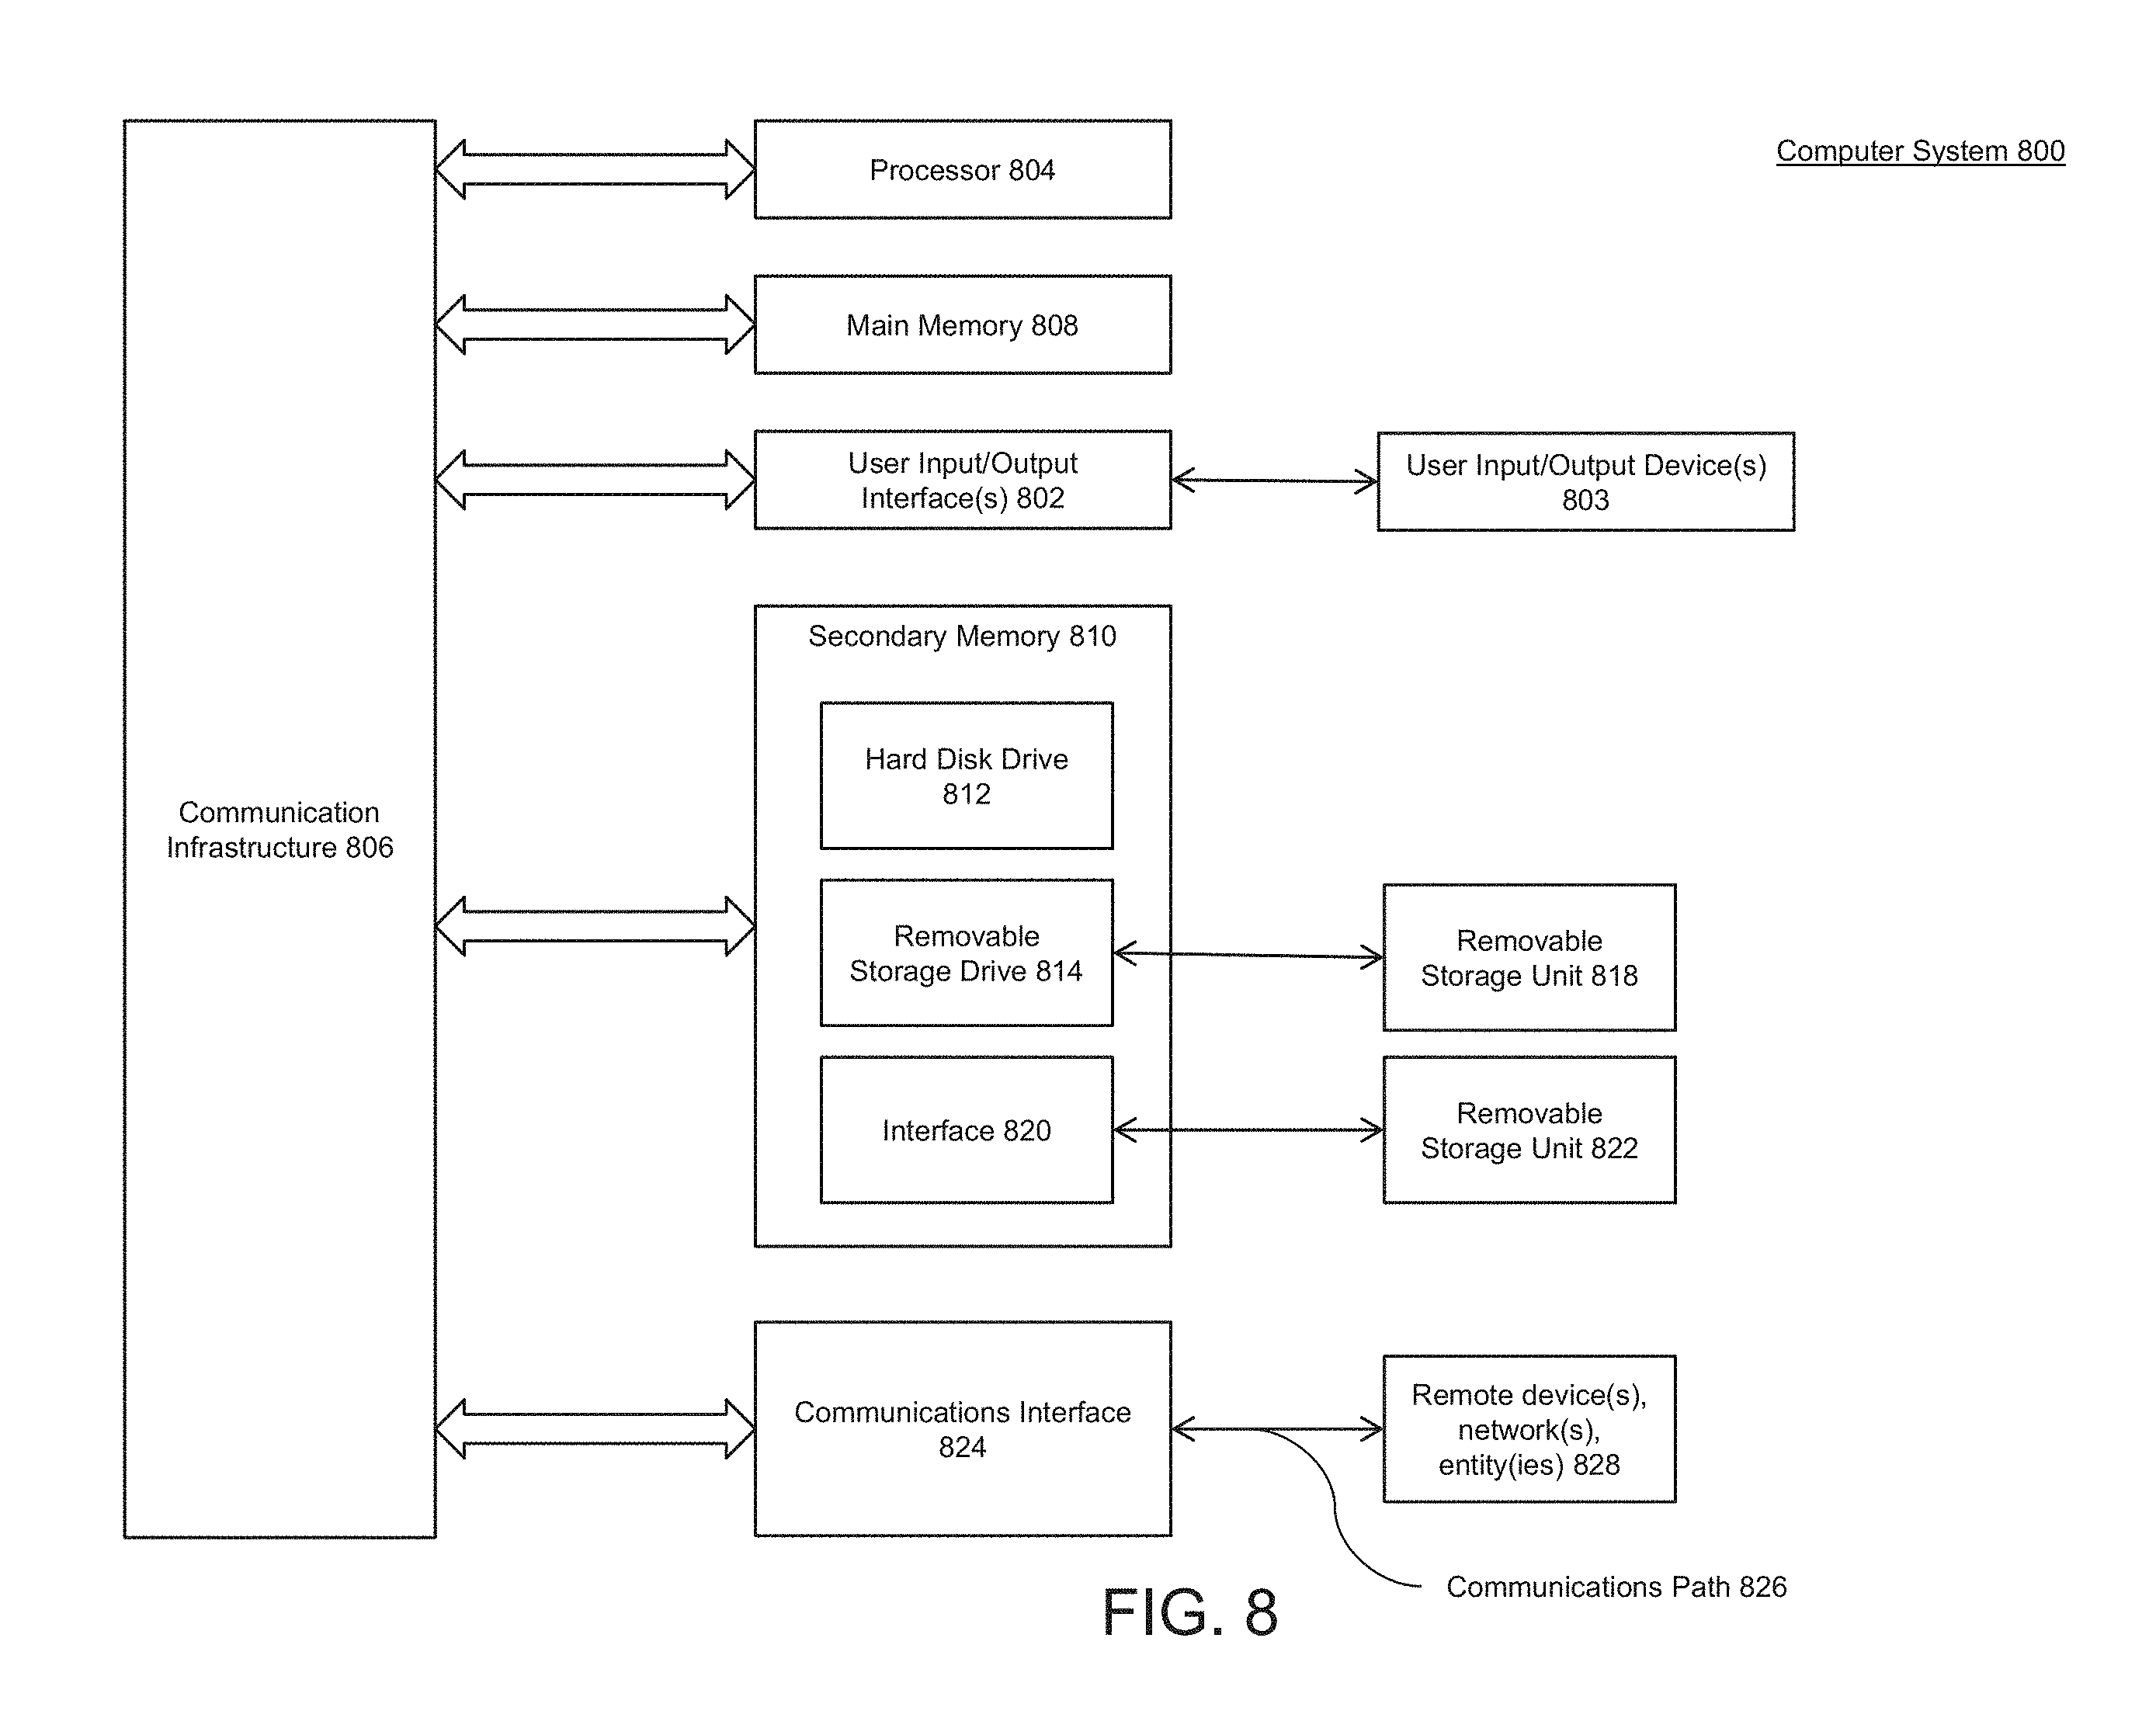 Computer System 800
Processor 804
Main Memory 808
User Input/Output
Interface(s) 802
User Input/Output Device(s)
803
Secondary Memory 810
Hard Disk Drive
812
Communication
Infrastructure 806
Removable
Storage Drive 814
Removable
Storage Unit 818
Interface 820
Removable
Storage Unit 822
Communications Interface
824
Remote device(s),
network(s),
entity(ies) 828
Communications Path 826
FIG. 8